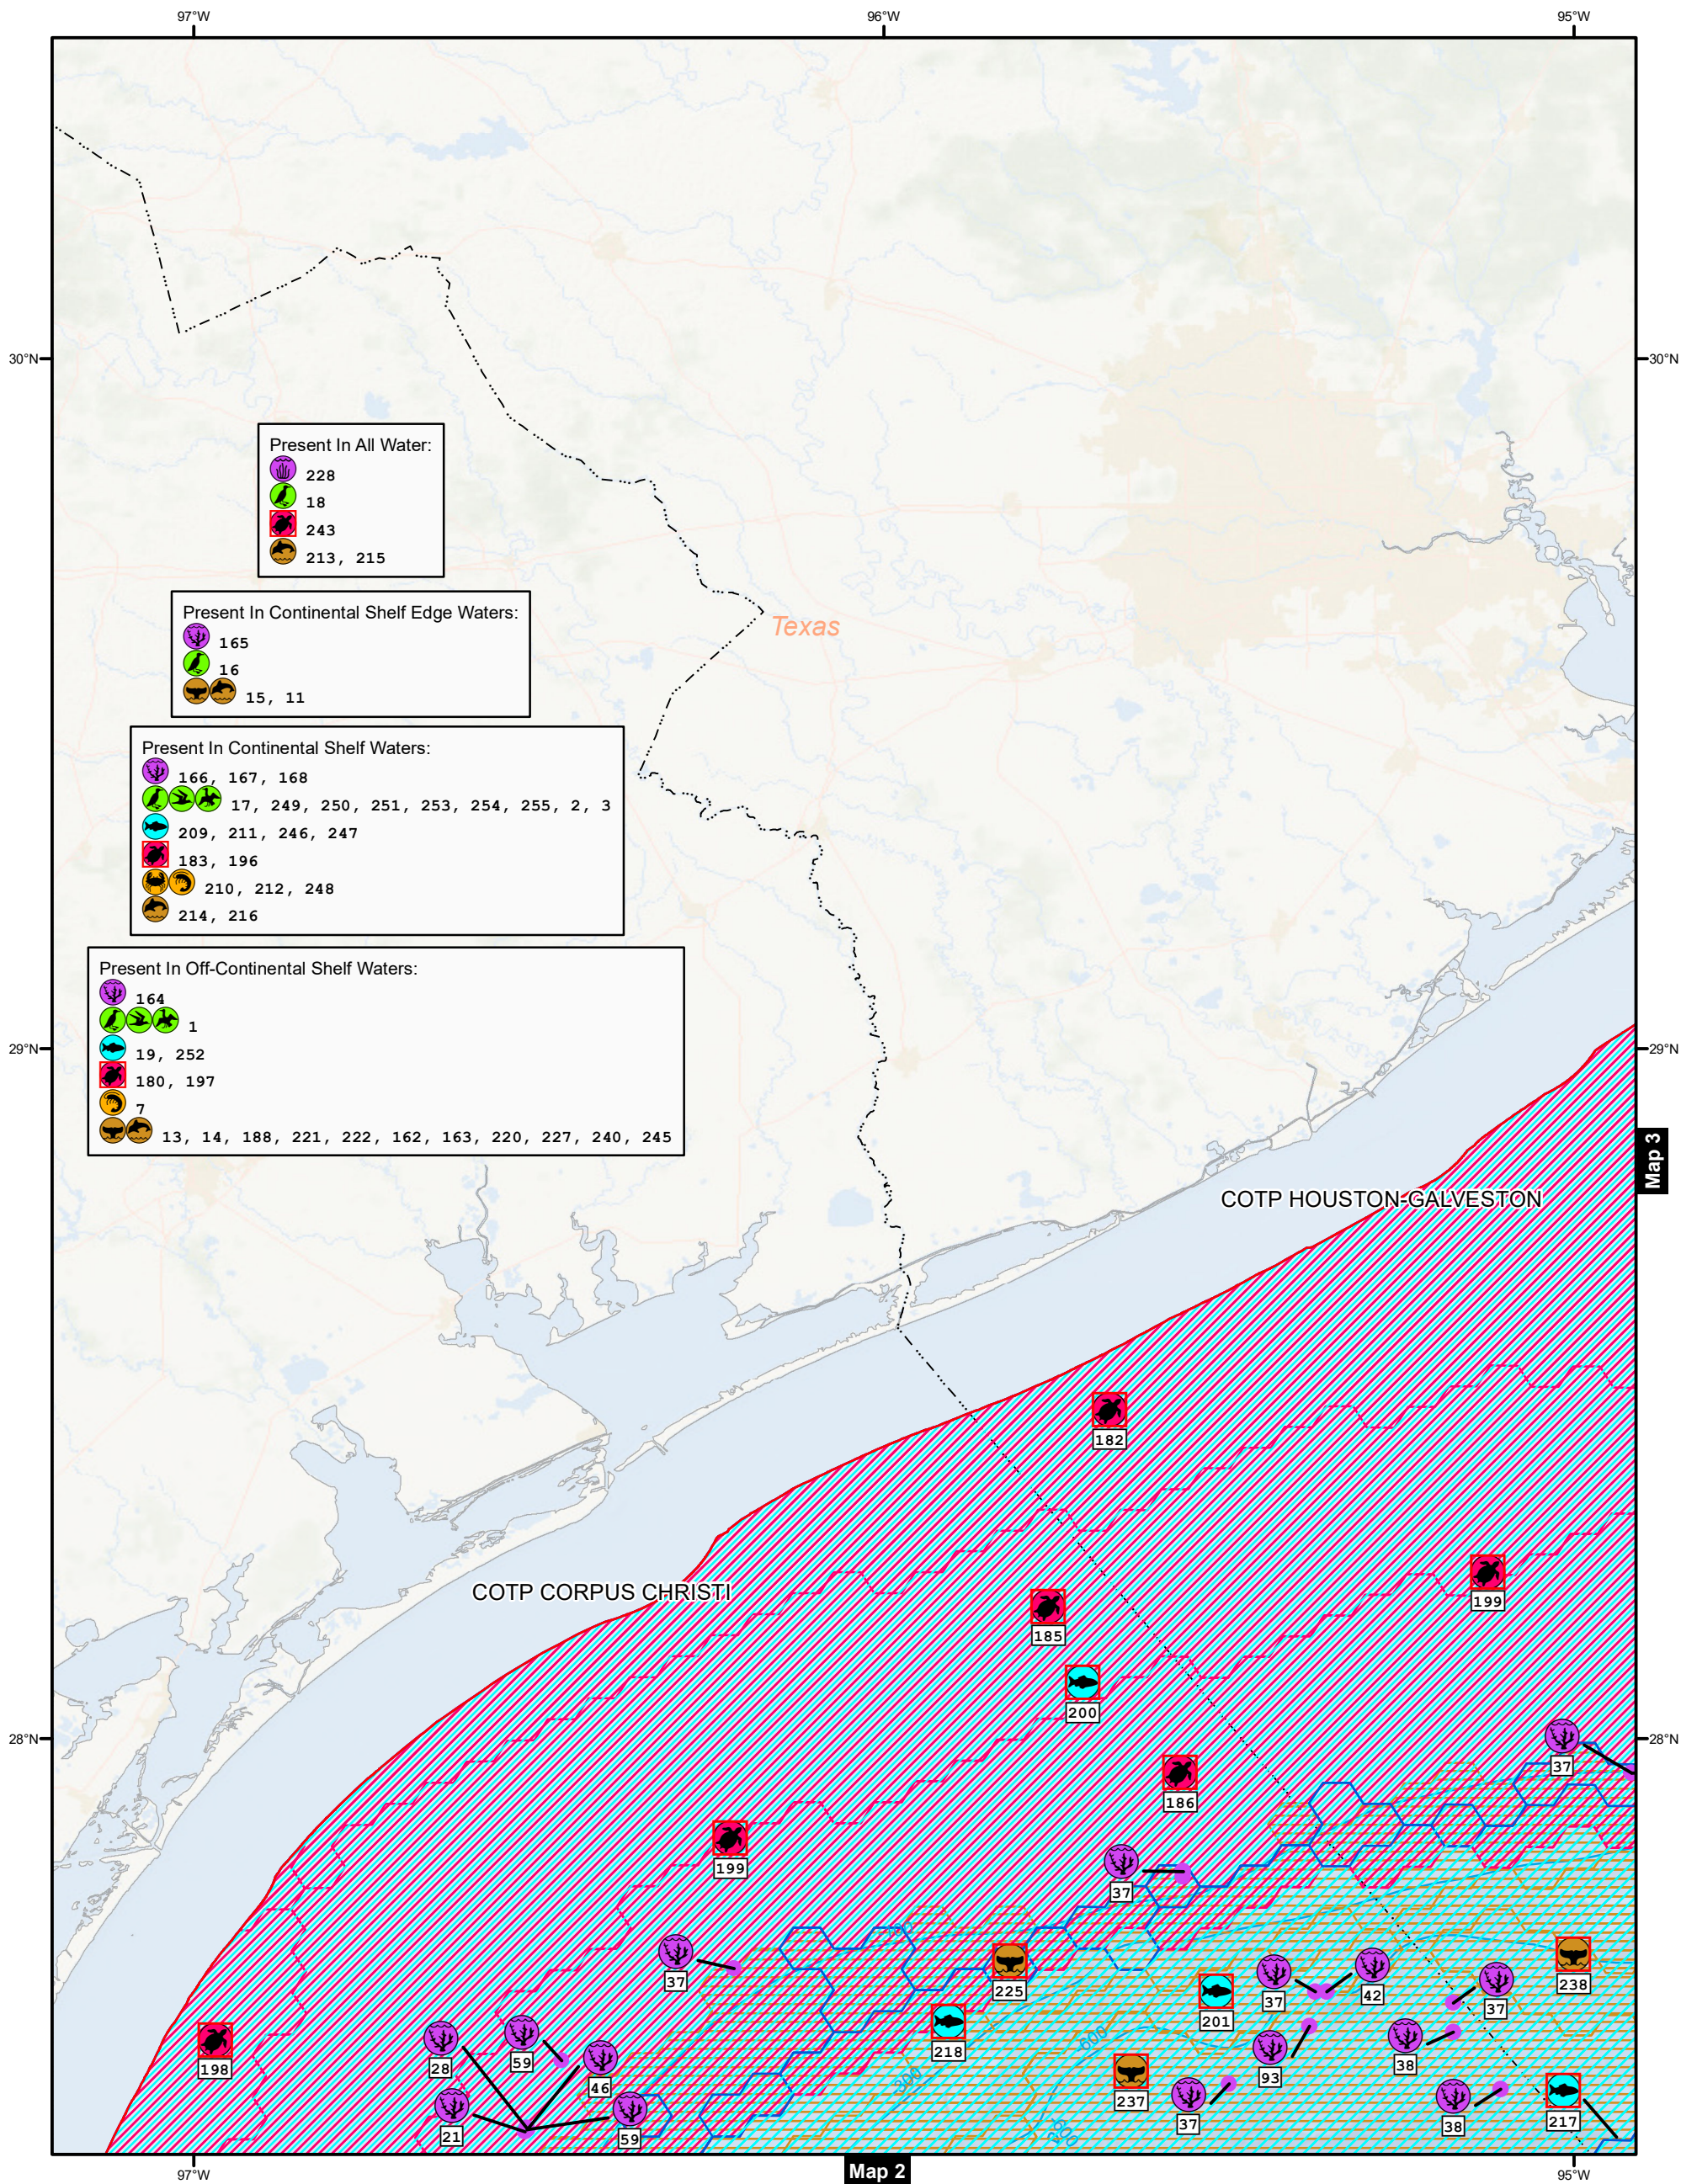 97°W
96°W
95°W
30°N
30°N
Present In All Water:
228
18
243
213, 215
Present In Continental Shelf Edge Waters:
165
16
15, 11
Texas
Present In Continental Shelf Waters:
166, 167, 168
17, 249, 250, 251, 253, 254, 255, 2, 3
209, 211, 246, 247
183, 196
210, 212, 248
214, 216
Present In Off-Continental Shelf Waters:
164
1
19, 252
180, 197
7
13, 14, 188, 221, 222, 162, 163, 220, 227, 240, 245
29°N
29°N
Map 3
COTP HOUSTON-GALVESTON
182
COTP CORPUS CHRISTI
199
185
200
28°N
28°N
37
186
199
37
37
225
201
37
42
37
238
218
600
198
28
59
46
93
38
300
237
37
38
217
21
59
600
97°W
95°W
Map 2